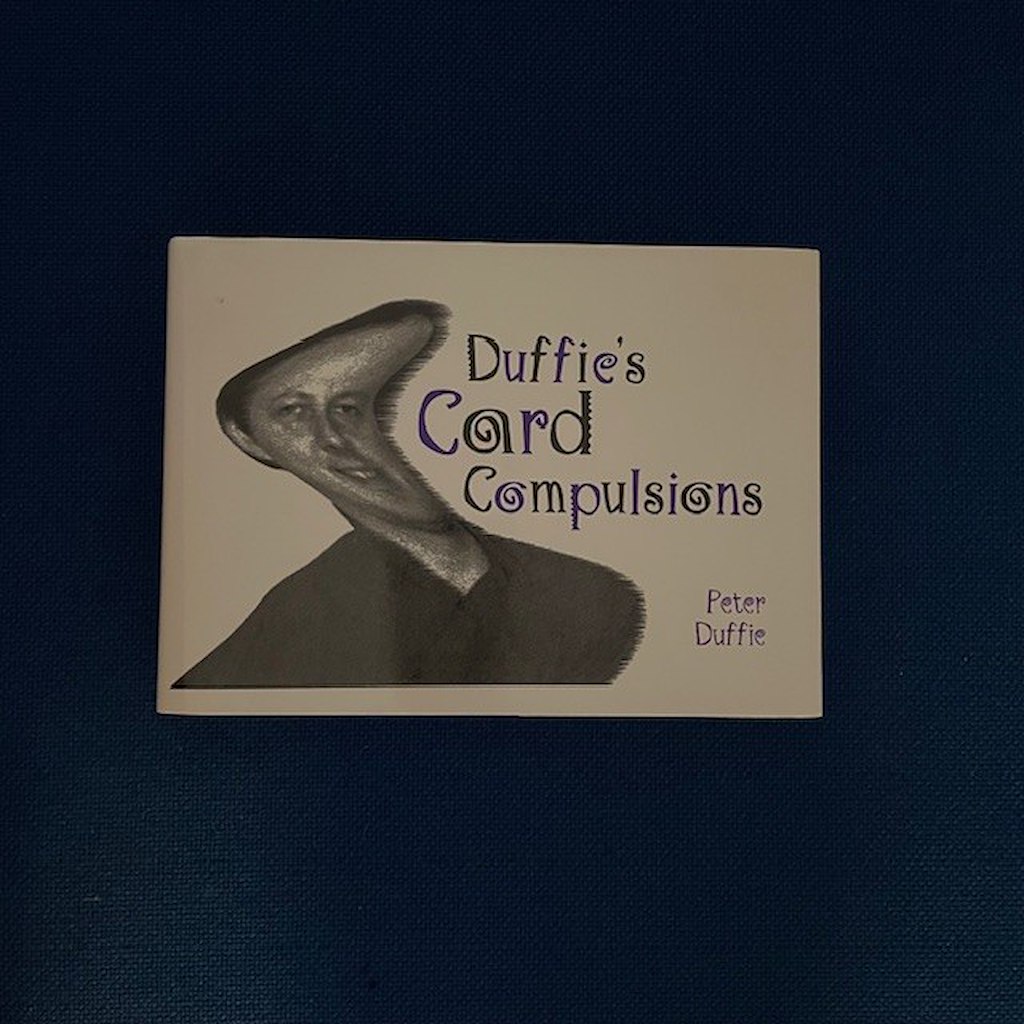 Duffie's
Card
Compulsions
Peter
Duffie